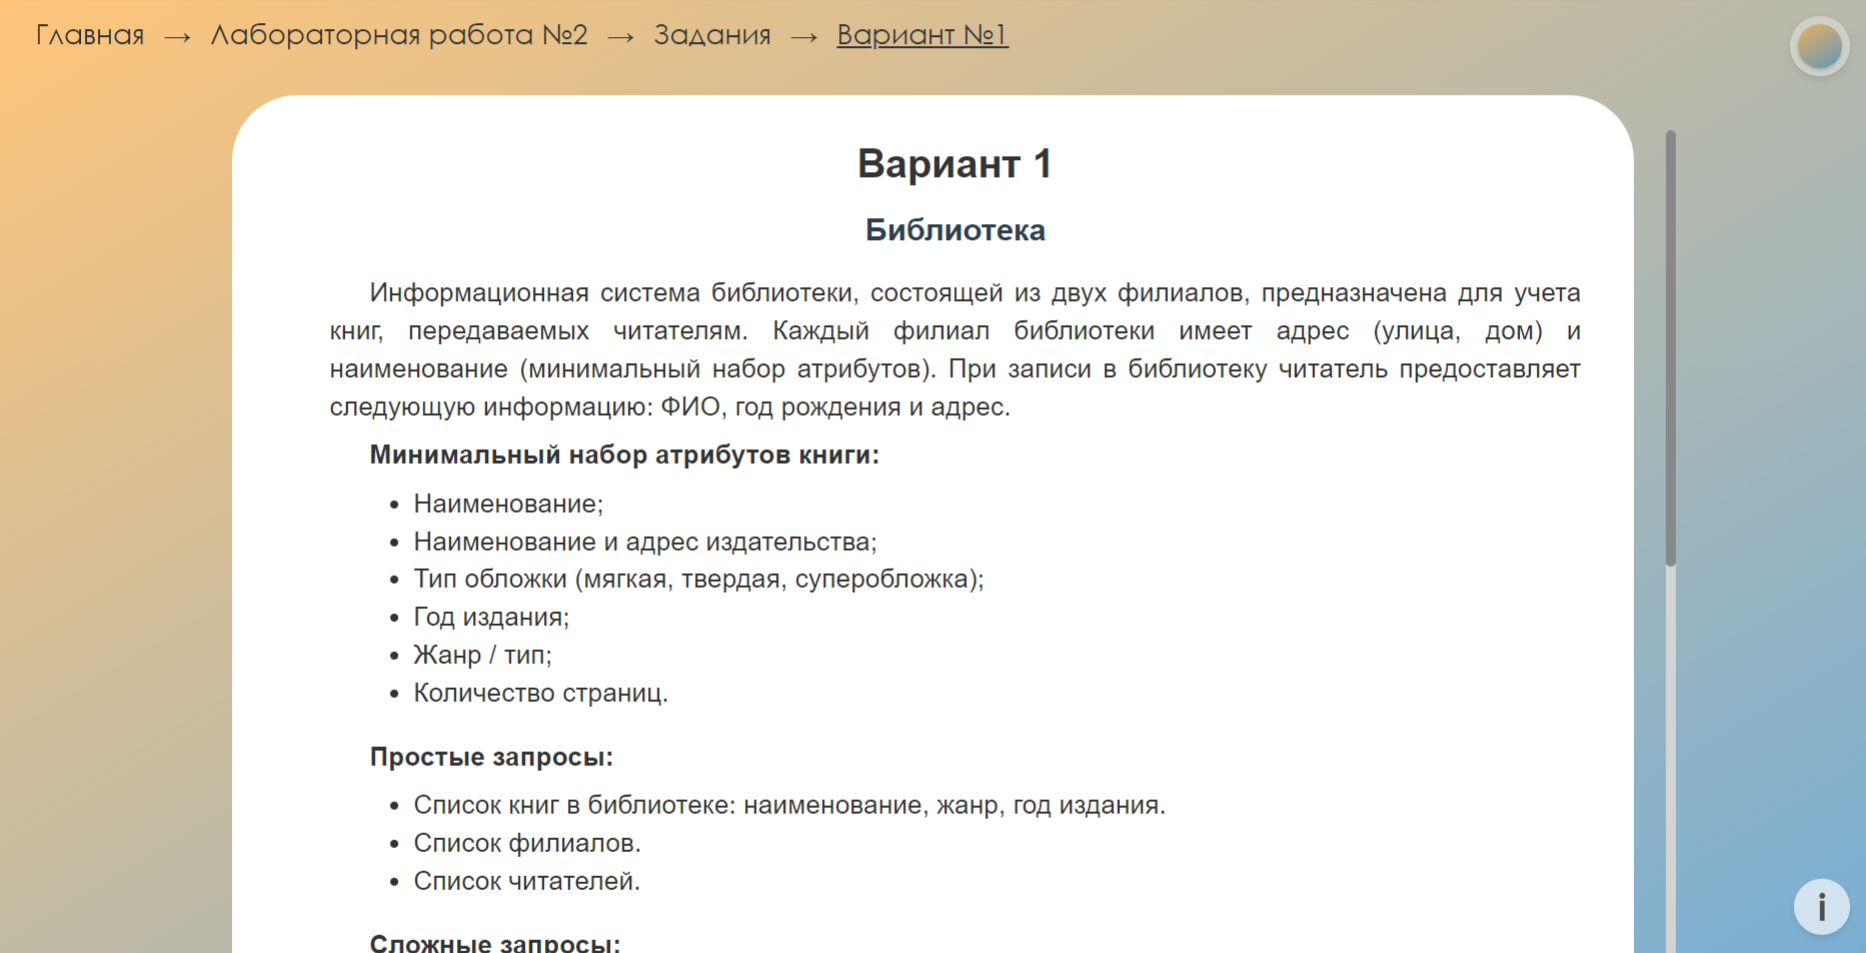 Главная → Лабораторная работа №2 → Задания → Вариант №1
Вариант 1
Библиотека
Информационная система библиотеки, состоящей из двух филиалов, предназначена для учета
книг, передаваемых читателям. Каждый филиал библиотеки имеет адрес (улица, дом) и
наименование (минимальный набор атрибутов). При записи в библиотеку читатель предоставляет
следующую информацию: ФИО, год рождения и адрес.
Минимальный набор атрибутов книги:
• Наименование;
• Наименование и адрес издательства;
• Тип обложки (мягкая, твердая, суперобложка);
• Год издания;
• Жанр / тип;
• Количество страниц.
Простые запросы:
• Список книг в библиотеке: наименование, жанр, год издания.
• Список филиалов.
• Список читателей.
Сложные запросы:
i